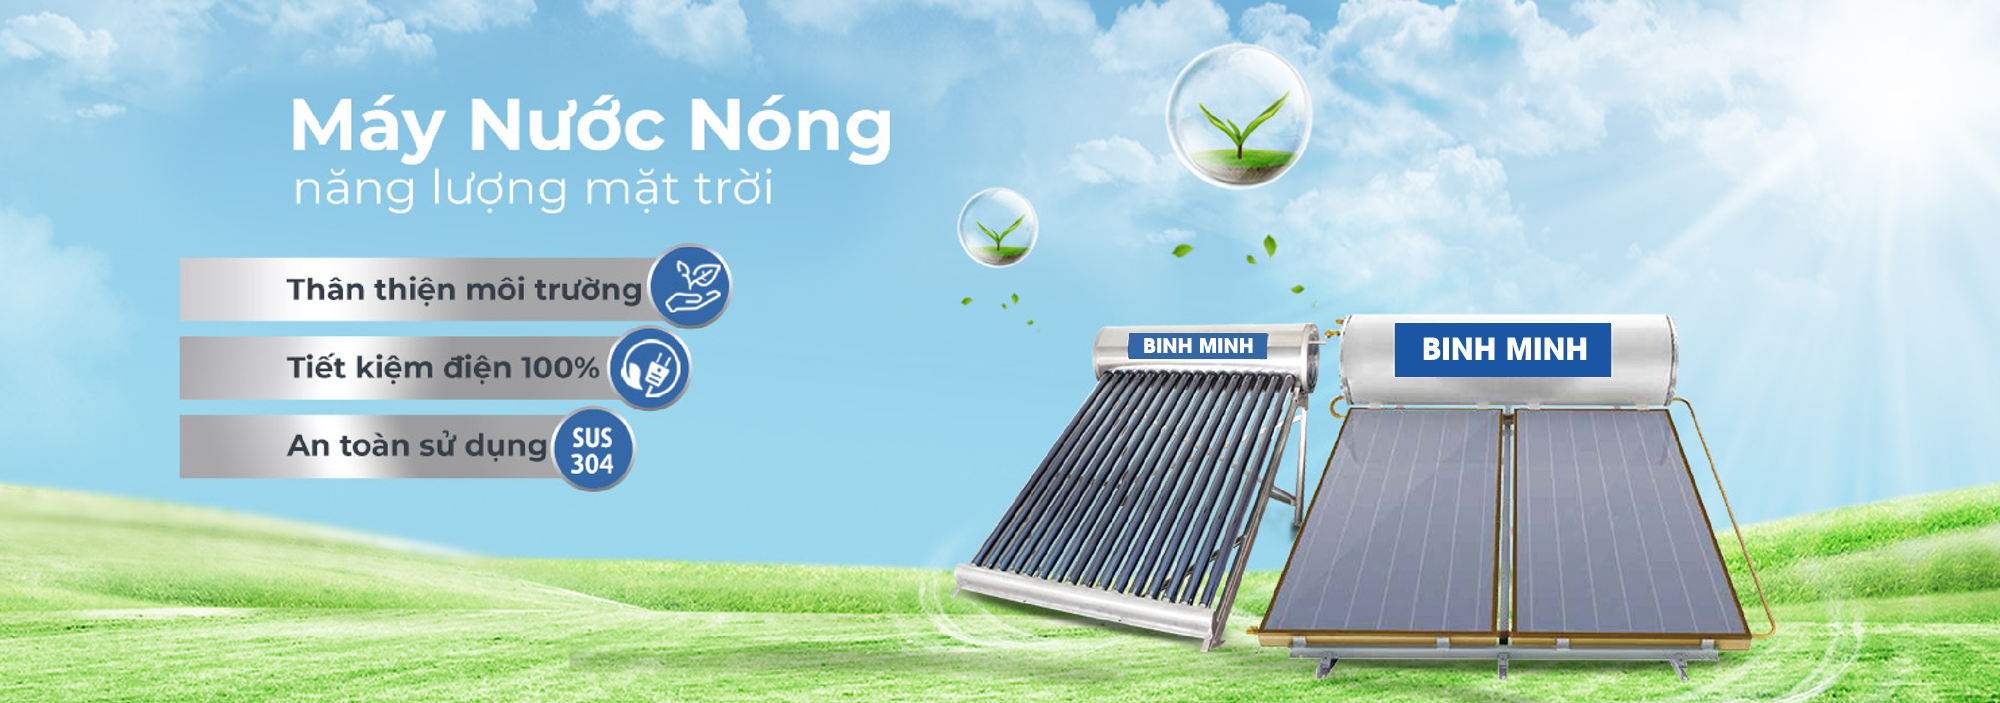 Máy Nước Nóng
năng lượng mặt trời
Thân thiện môi trường
Tiết kiệm điện 100%
An toàn sử dụng
SUS
304
BINH MINH
BINH MINH